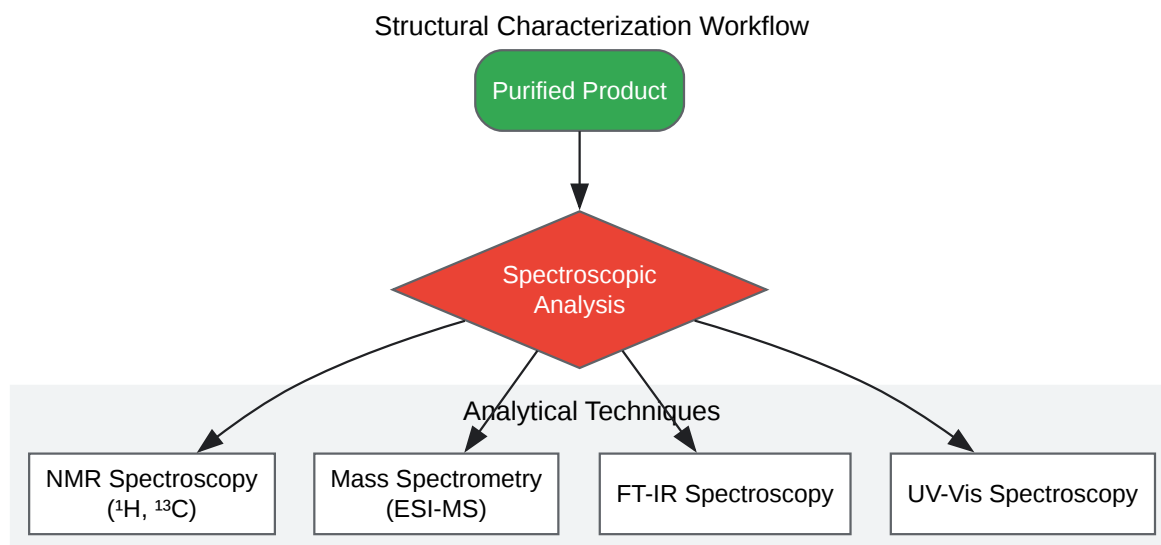 Structural Characterization Workflow
Purified Product
Spectroscopic
Analysis
Analytical Techniques
NMR Spectroscopy
(¹H, ¹³C)
Mass Spectrometry
(ESI-MS)
FT-IR Spectroscopy
UV-Vis Spectroscopy